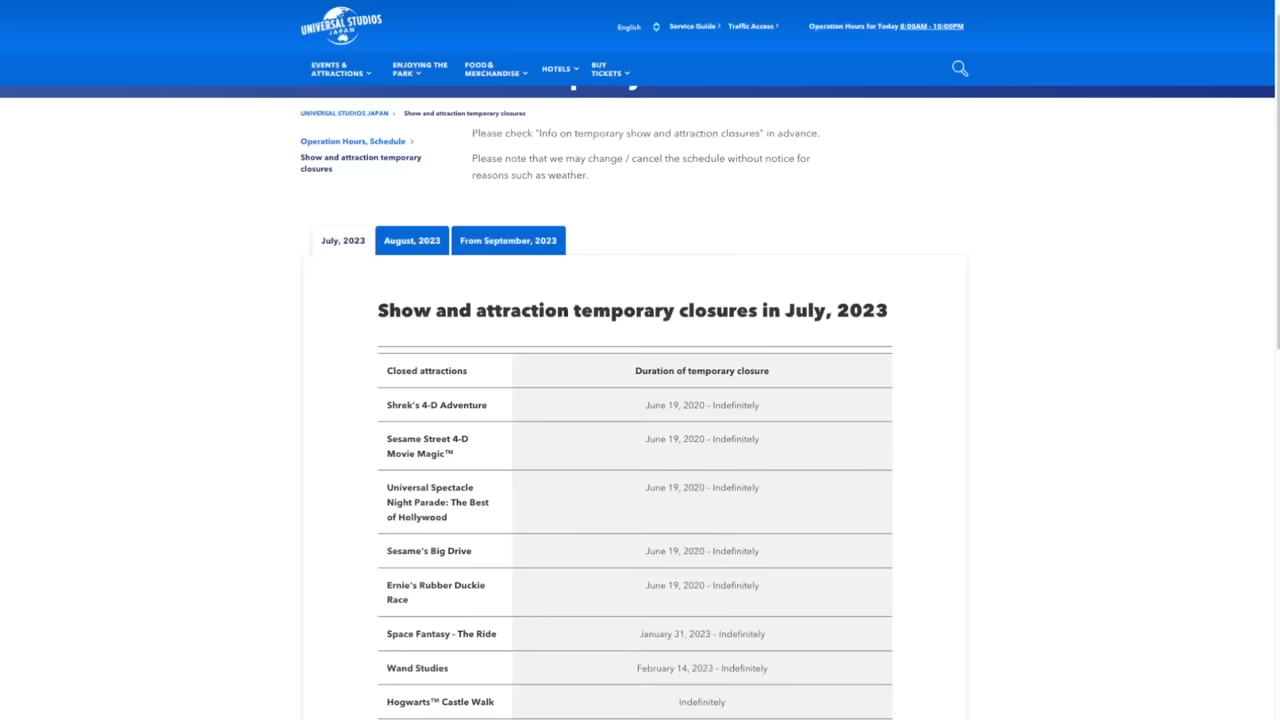 UNIVERSAL STUDIOS
JAPAN
English
Service Guide >
Traffic Access >
Operation Hours for Today 8:00AM - 10:00PM
EVENTS &
ATTRACTIONS
ENJOYING THE
PARK
FOOD &
MERCHANDISE
HOTELS
BUY
TICKETS
UNIVERSAL STUDIOS JAPAN > Show and attraction temporary closures
Operation Hours, Schedule >
Show and attraction temporary
closures
Please check "Info on temporary show and attraction closures" in advance.
Please note that we may change / cancel the schedule without notice for
reasons such as weather.
July, 2023
August, 2023
From September, 2023
Show and attraction temporary closures in July, 2023
Closed attractions
Duration of temporary closure
Shrek's 4-D Adventure
June 19, 2020 - Indefinitely
Sesame Street 4-D
Movie Magic™
June 19, 2020 - Indefinitely
Universal Spectacle
Night Parade: The Best
of Hollywood
June 19, 2020 - Indefinitely
Sesame's Big Drive
June 19, 2020 - Indefinitely
Ernie's Rubber Duckie
Race
June 19, 2020 - Indefinitely
Space Fantasy - The Ride
January 31, 2023 - Indefinitely
Wand Studies
February 14, 2023 - Indefinitely
Hogwarts™ Castle Walk
Indefinitely